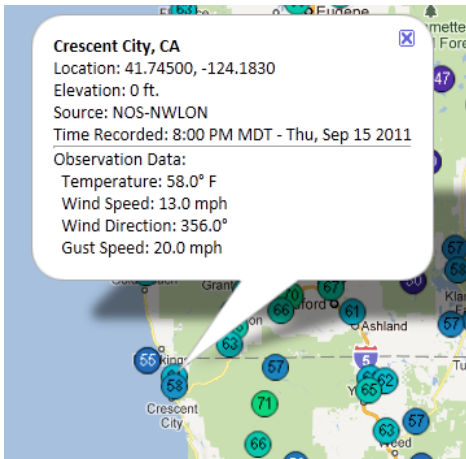 Eugene
Crescent City, CA
Location: 41.74500, -124.1830
Elevation: 0 ft.
Source: NOS-NWLON
Time Recorded: 8:00 PM MDT - Thu, Sep 15 2011
Observation Data:
Temperature: 58.0° F
Wind Speed: 13.0 mph
Wind Direction: 356.0°
Gust Speed: 20.0 mph
47
57
58
67
70
66
61
Ashland
57
63
55
5
57
62
58
65
Crescent
City
71
63
57
66